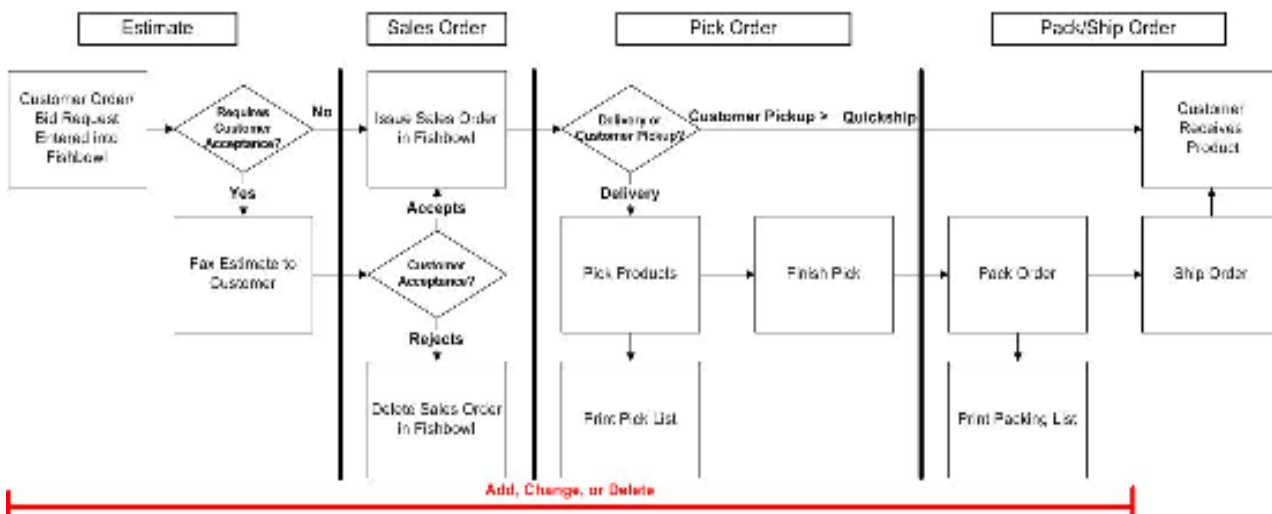 Estimate
Sales Order
Pick Order
Pack/Ship Order
Customer Order/
Bid Request
Entered into
Fishbowl
Requires
Customer
Acceptance?
No
Issue Sales Order
in Fishbowl
Delivery or
Customer Pickup?
Customer Pickup >
Quickship
Customer
Receives
Product
Yes
Accepts
Delivery
Fax Estimate to
Customer
Customer
Acceptance?
Pick Products
Finish Pick
Pack Order
Ship Order
Rejects
Delete Sales Order
in Fishbowl
Print Pick List
Print Packing List
Add, Change, or Delete